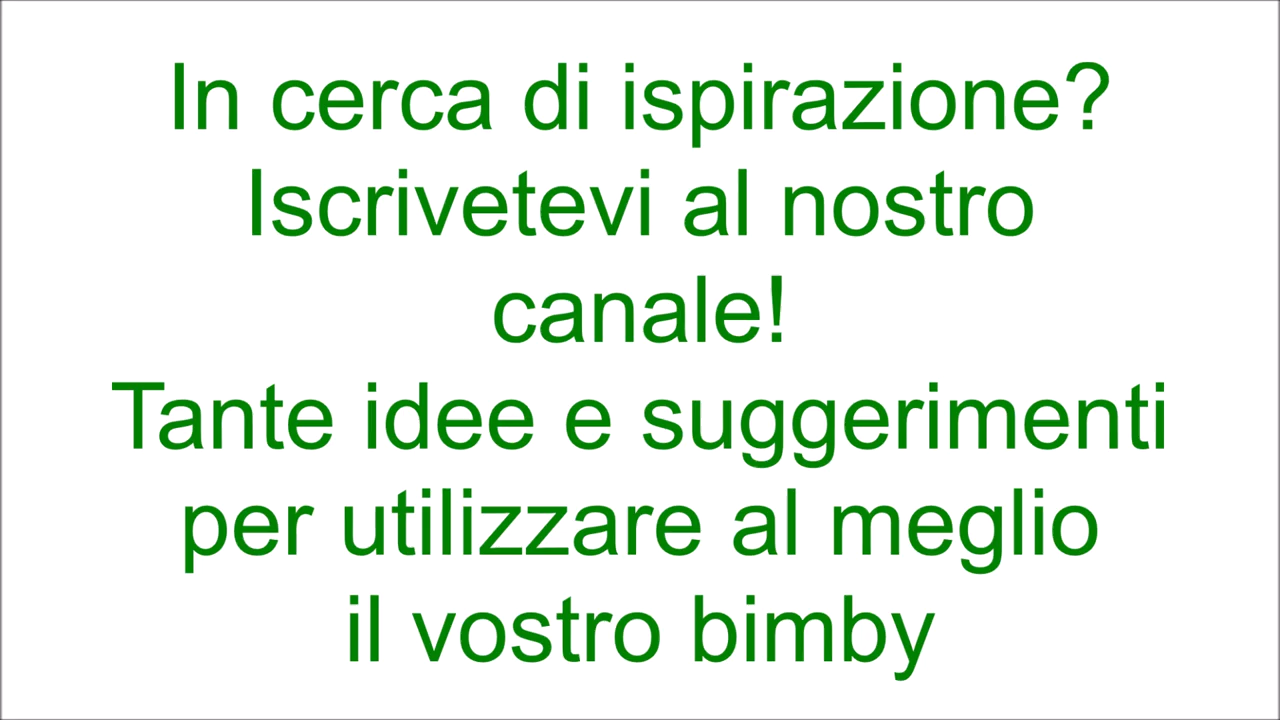 In cerca di ispirazione?
Iscrivetevi al nostro
canale!
Tante idee e suggerimenti
per utilizzare al meglio
il vostro bimby